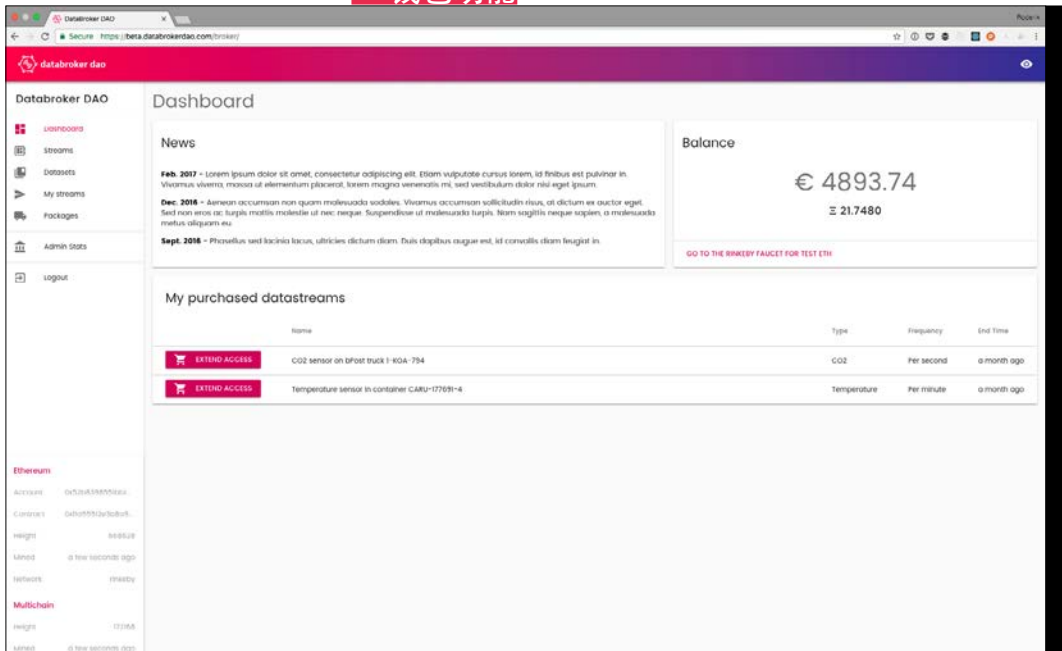 DataBroker DAO
Secure
https://beta.databrokerdao.com/broker/
databroker dao
Databroker DAO
Dashboard
Streams
Datasets
My streams
Packages
Admin Stats
Logout
Dashboard
News
Feb. 2017 - Lorem ipsum dolor sit amet, consectetur adipiscing elit. Etiam vulputate cursus lorem, id finibus est pulvinar in.
Vivamus viverra, massa ut elementum placerat, lorem magna venenatis mi, sed vestibulum dolor nisl eget ipsum.
Dec. 2016 - Aenean accumsan non quam malesuada sodales. Vivamus accumsan sollicitudin risus, at dictum ex auctor eget.
Sed non eros ac turpis mattis molestie ut nec neque. Suspendisse ut malesuada turpis. Nam sagittis neque sapien, a malesuada
metus aliquam eu.
Sept. 2016 - Phasellus sed lacinia lacus, ultricies dictum diam. Duis dapibus augue est, id convallis diam feugiat in.
Balance
€ 4893.74
Ξ 21.7480
GO TO THE RINKEBY FAUCET FOR TEST ETH
My purchased datastreams
Name Type Frequency End Time
EXTEND ACCESS CO2 sensor on bPost truck 1-KOA-794 CO2 Per second a month ago
EXTEND ACCESS Temperature sensor in container CARU-177691-4 Temperature Per minute a month ago
Ethereum
Account
Contract
Height
Mined a few seconds ago
Network rinkeby
Multichain
Height
Mined a few seconds ago